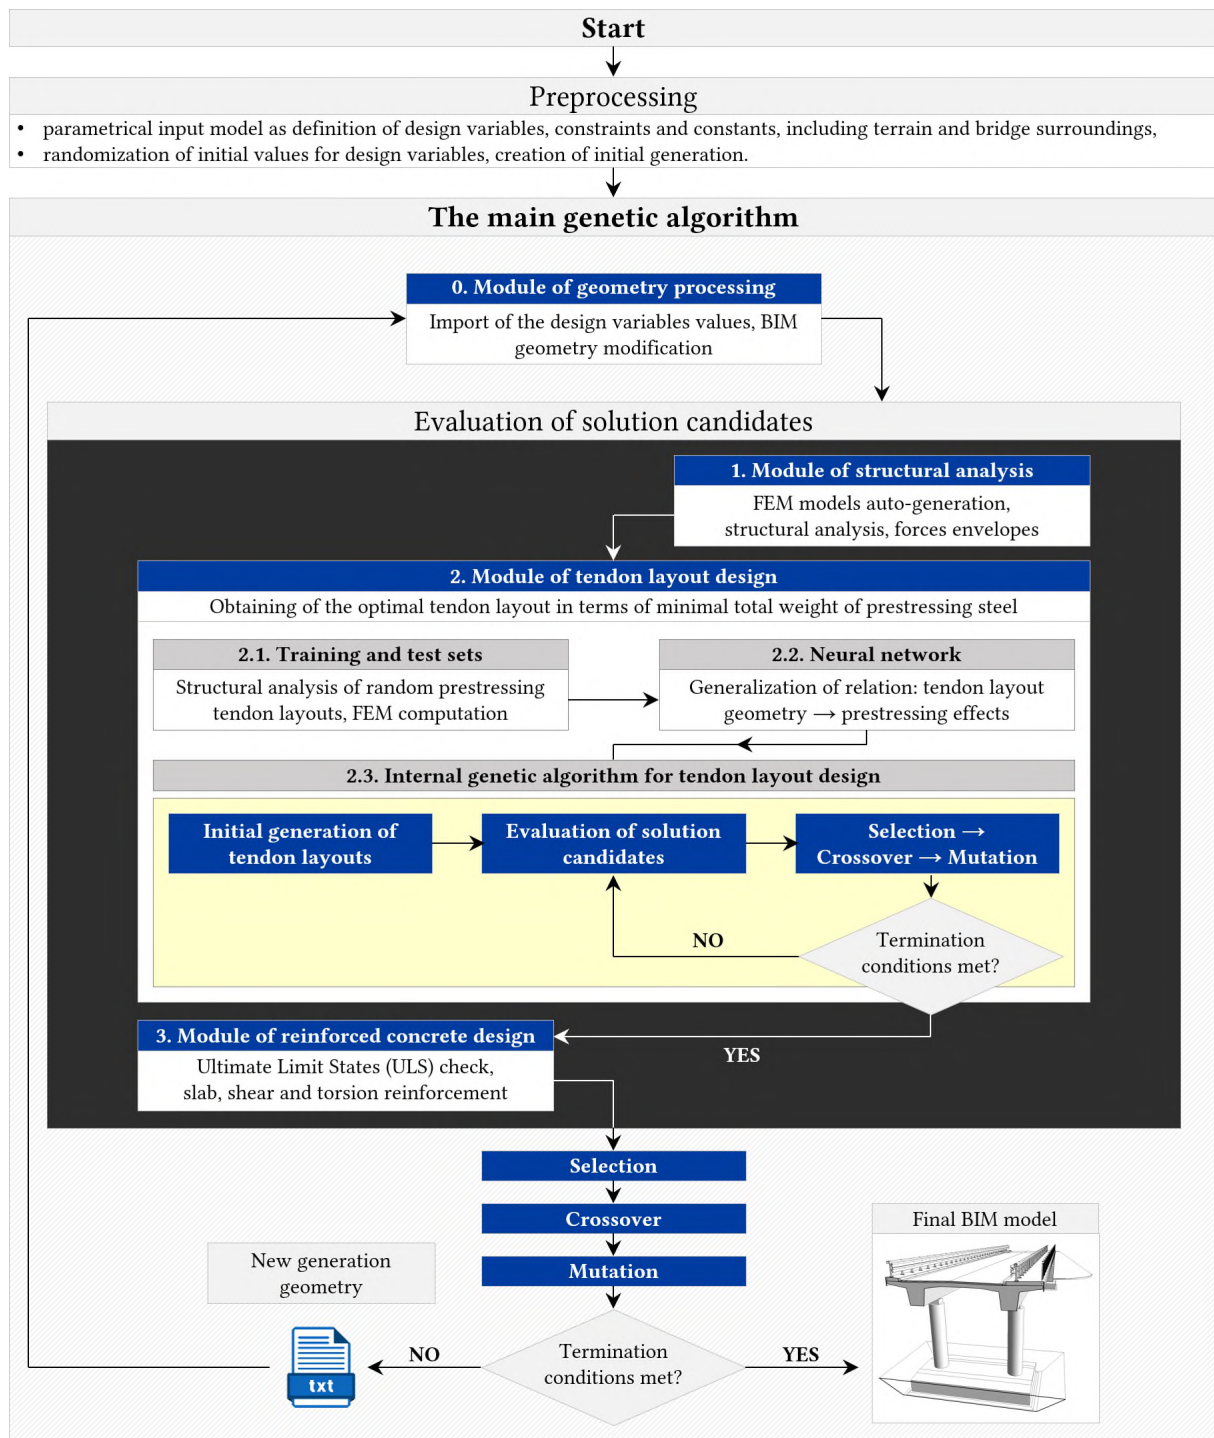 Start
Preprocessing
• parametrical input model as definition of design variables, constraints and constants, including terrain and bridge surroundings,
• randomization of initial values for design variables, creation of initial generation.
The main genetic algorithm
0. Module of geometry processing
Import of the design variables values, BIM
geometry modification
Evaluation of solution candidates
1. Module of structural analysis
FEM models auto-generation,
structural analysis, forces envelopes
2. Module of tendon layout design
Obtaining of the optimal tendon layout in terms of minimal total weight of prestressing steel
2.1. Training and test sets
Structural analysis of random prestressing
tendon layouts, FEM computation
2.2. Neural network
Generalization of relation: tendon layout
geometry → prestressing effects
2.3. Internal genetic algorithm for tendon layout design
Initial generation of
tendon layouts
Evaluation of solution
candidates
Selection →
Crossover → Mutation
NO
Termination
conditions met?
YES
3. Module of reinforced concrete design
Ultimate Limit States (ULS) check,
slab, shear and torsion reinforcement
Selection
Crossover
Mutation
New generation
geometry
txt
NO
Termination
conditions met?
YES
Final BIM model